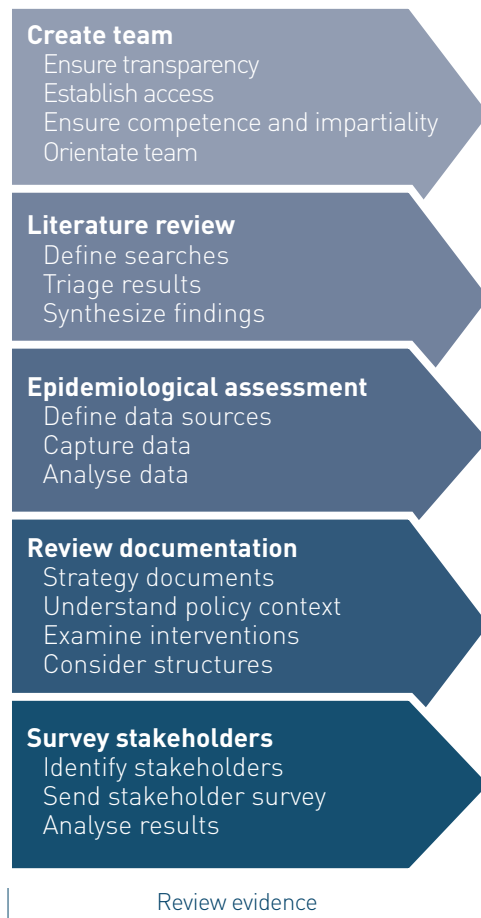 Create team
Ensure transparency
Establish access
Ensure competence and impartiality
Orientate team
Literature review
Define searches
Triage results
Synthesize findings
Epidemiological assessment
Define data sources
Capture data
Analyse data
Review documentation
Strategy documents
Understand policy context
Examine interventions
Consider structures
Survey stakeholders
Identify stakeholders
Send stakeholder survey
Analyse results
Review evidence